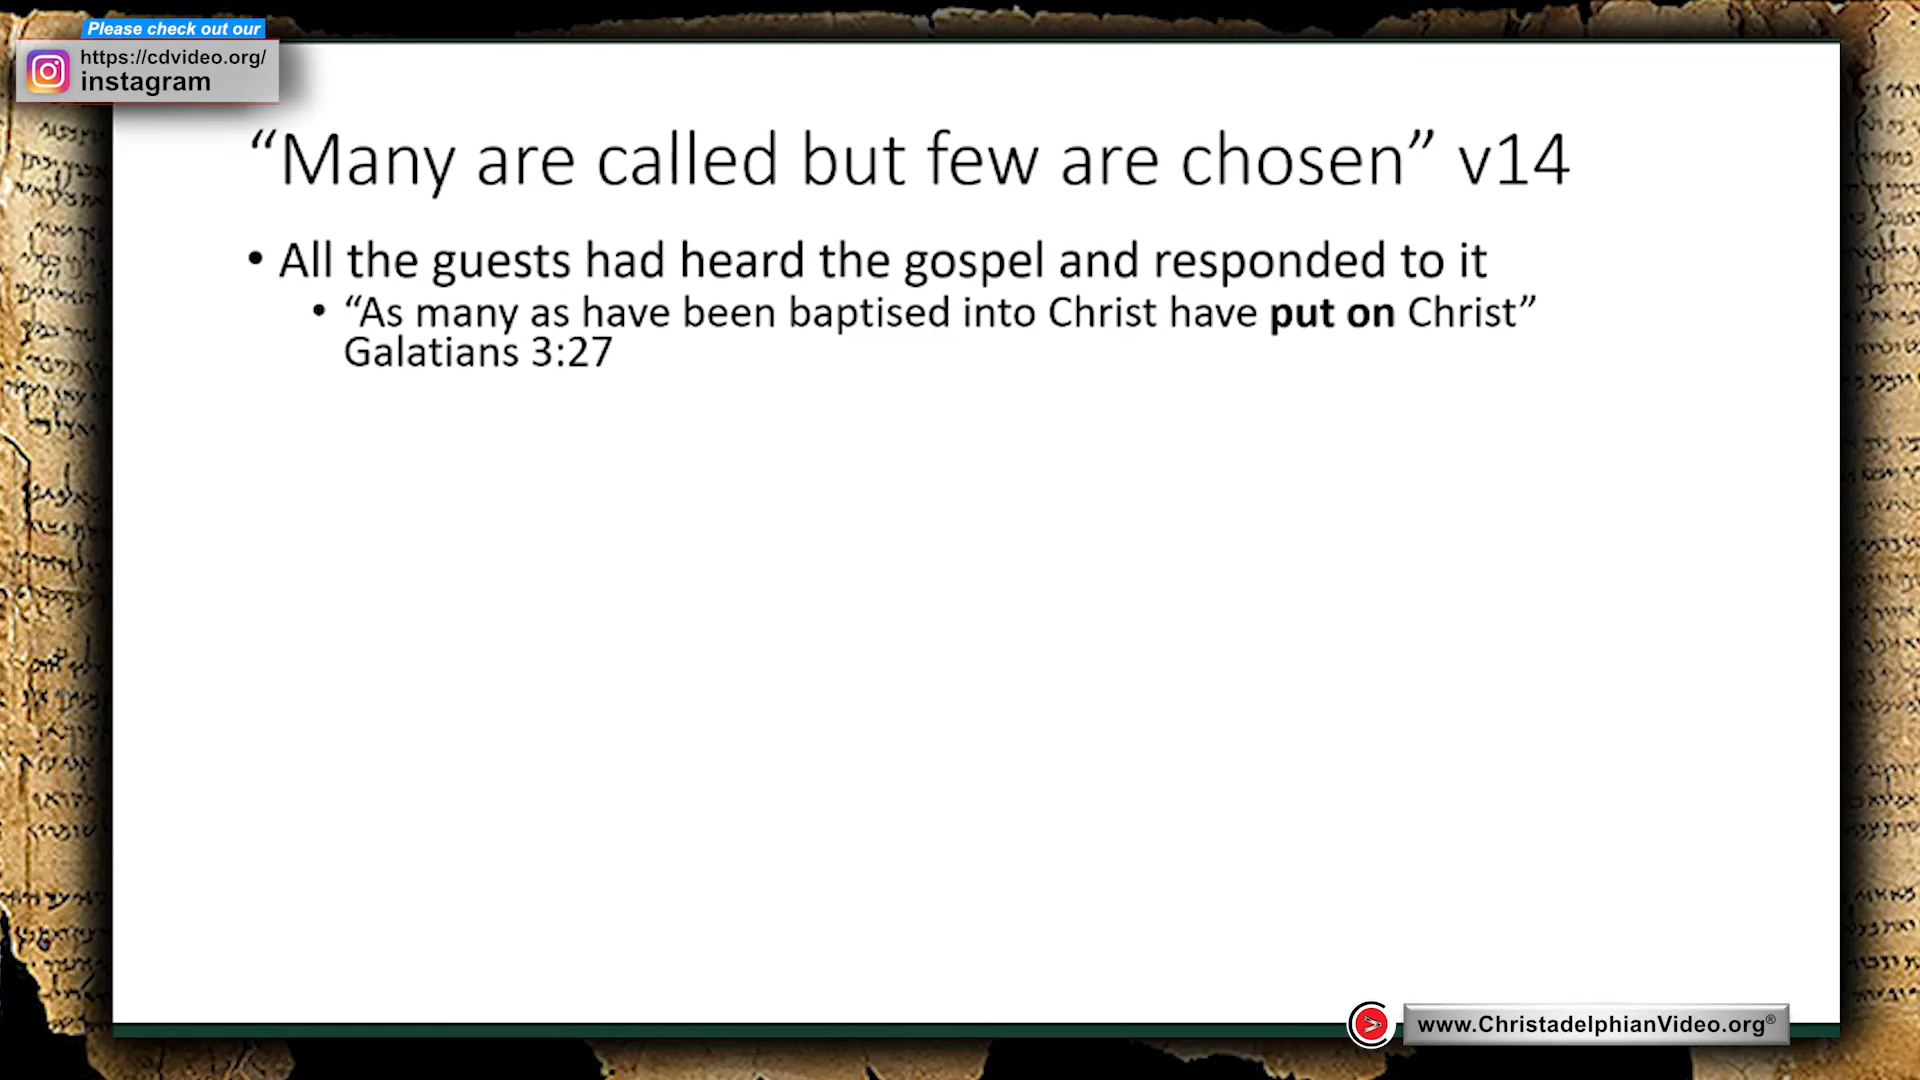 Please check out our
https://cdvideo.org/
instagram
“Many are called but few are chosen” v14
• All the guests had heard the gospel and responded to it
• “As many as have been baptised into Christ have put on Christ”
Galatians 3:27
www.ChristadelphianVideo.org®